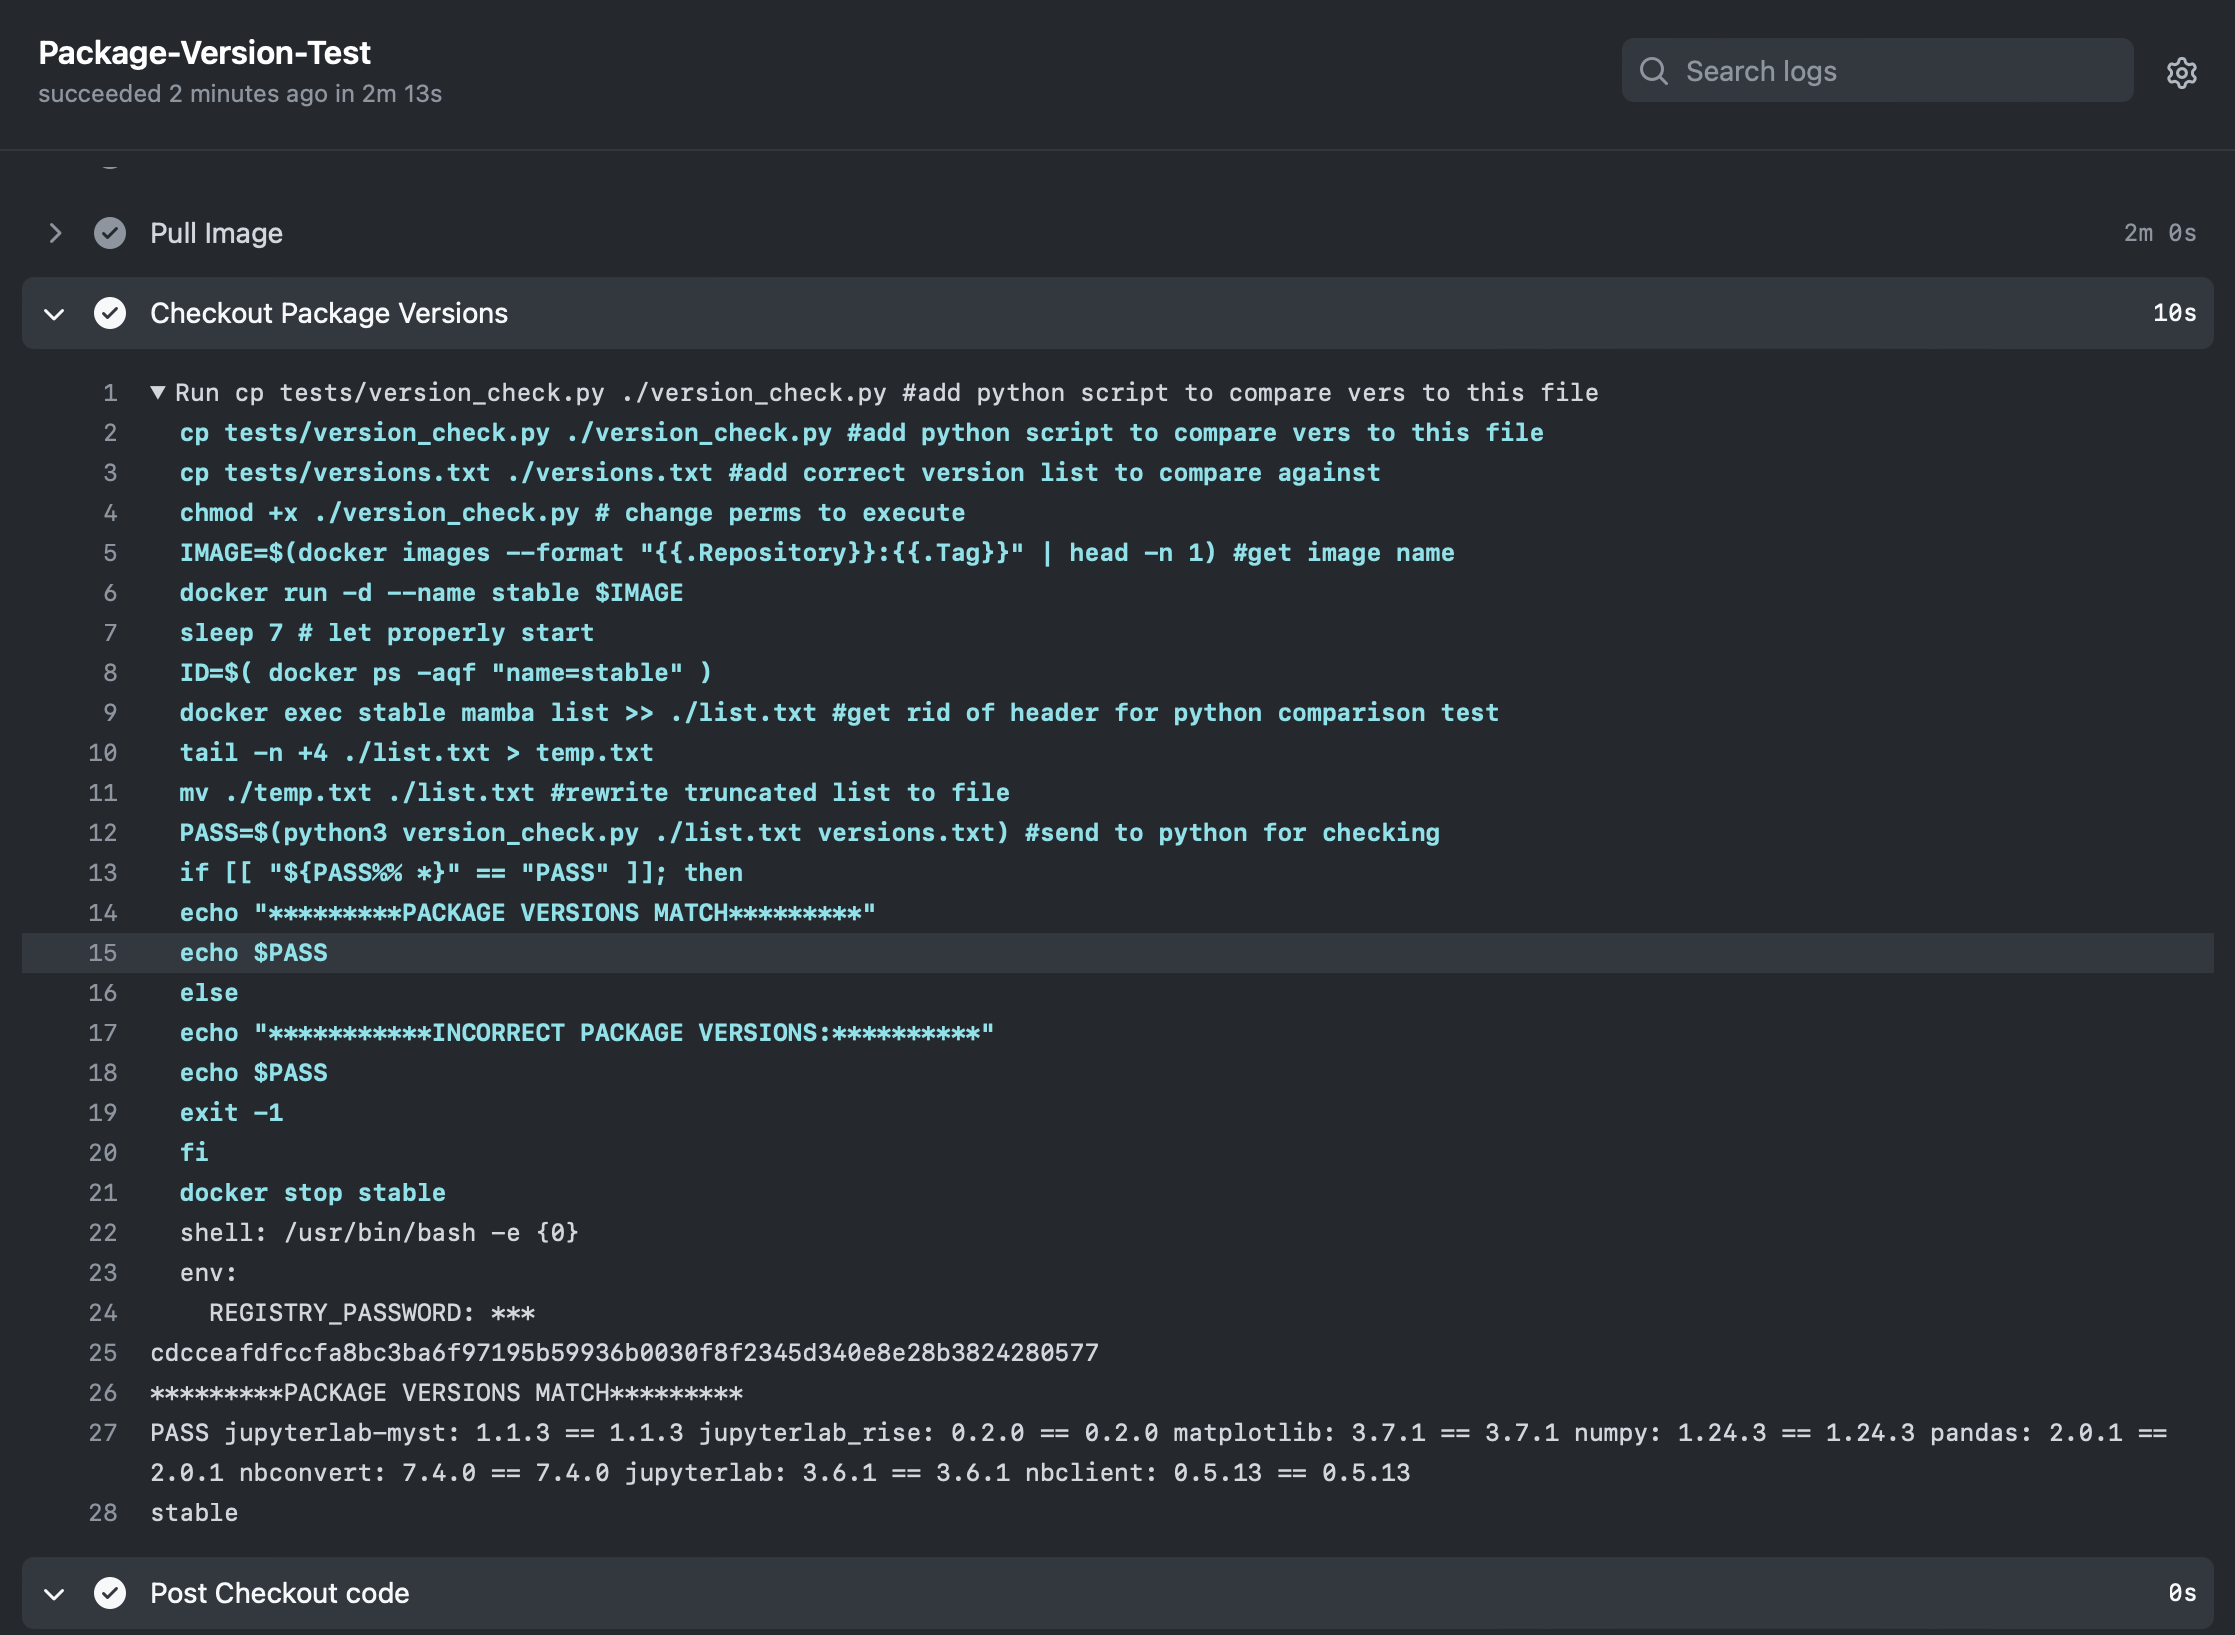 Package-Version-Test
succeeded 2 minutes ago in 2m 13s
Search logs
Pull Image 2m 0s
Checkout Package Versions 10s
1 ▼ Run cp tests/version_check.py ./version_check.py #add python script to compare vers to this file
2 cp tests/version_check.py ./version_check.py #add python script to compare vers to this file
3 cp tests/versions.txt ./versions.txt #add correct version list to compare against
4 chmod +x ./version_check.py # change perms to execute
5 IMAGE=$(docker images --format "{{.Repository}}:{{.Tag}}" | head -n 1) #get image name
6 docker run -d --name stable $IMAGE
7 sleep 7 # let properly start
8 ID=$( docker ps -aqf "name=stable" )
9 docker exec stable mamba list >> ./list.txt #get rid of header for python comparison test
10 tail -n +4 ./list.txt > temp.txt
11 mv ./temp.txt ./list.txt #rewrite truncated list to file
12 PASS=$(python3 version_check.py ./list.txt versions.txt) #send to python for checking
13 if [[ "${PASS%% *}" == "PASS" ]]; then
14 echo "*********PACKAGE VERSIONS MATCH*********"
15 echo $PASS
16 else
17 echo "***********INCORRECT PACKAGE VERSIONS:**********"
18 echo $PASS
19 exit -1
20 fi
21 docker stop stable
22 shell: /usr/bin/bash -e {0}
23 env:
24 REGISTRY_PASSWORD: ***
25 cdcceafdfccfa8bc3ba6f97195b59936b0030f8f2345d340e8e28b3824280577
26 *********PACKAGE VERSIONS MATCH*********
27 PASS jupyterlab-myst: 1.1.3 == 1.1.3 jupyterlab_rise: 0.2.0 == 0.2.0 matplotlib: 3.7.1 == 3.7.1 numpy: 1.24.3 == 1.24.3 pandas: 2.0.1 ==
2.0.1 nbconvert: 7.4.0 == 7.4.0 jupyterlab: 3.6.1 == 3.6.1 nbclient: 0.5.13 == 0.5.13
28 stable
Post Checkout code 0s